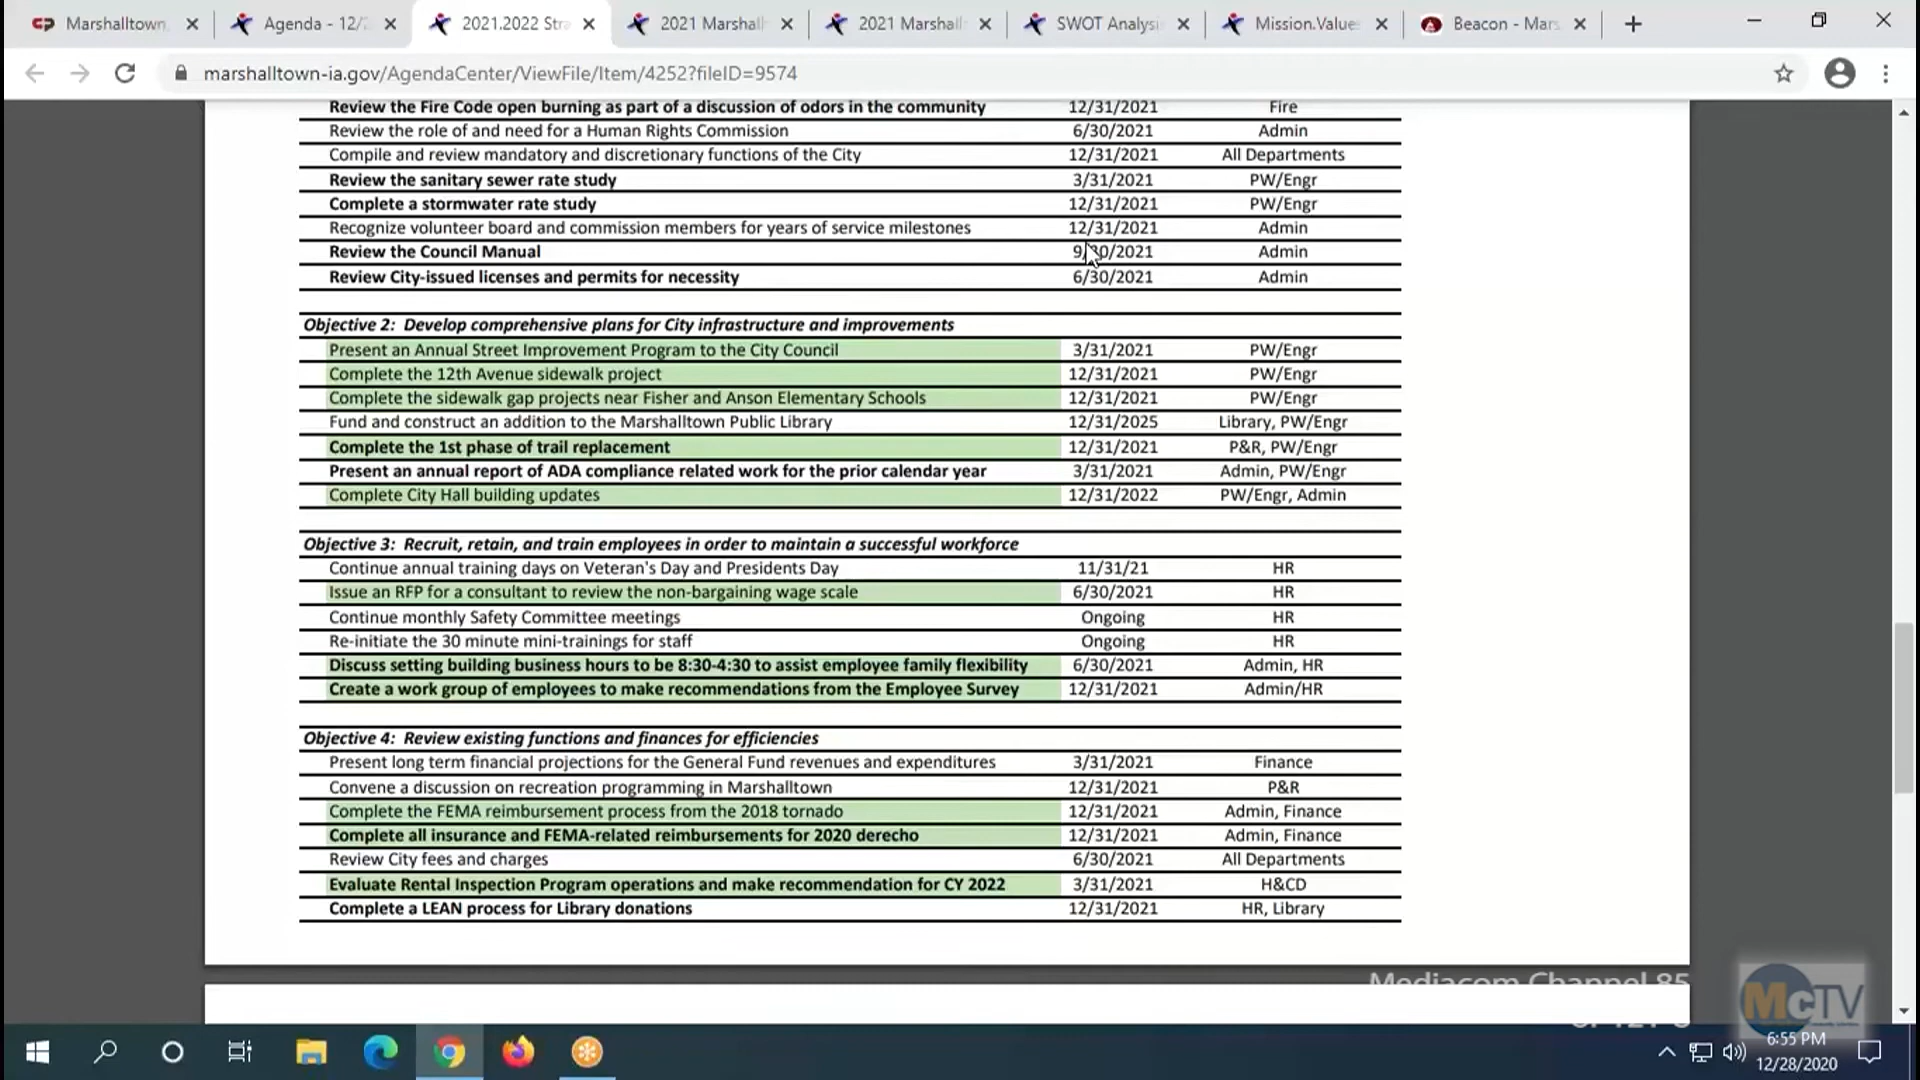 Marshalltown,
Agenda - 12/2
2021.2022 Stra
2021 Marshall
2021 Marshall
SWOT Analysi
Mission.Values
Beacon - Mars
marshalltown-ia.gov/AgendaCenter/ViewFile/Item/4252?fileID=9574
Review the Fire Code open burning as part of a discussion of odors in the community 12/31/2021 Fire
Review the role of and need for a Human Rights Commission 6/30/2021 Admin
Compile and review mandatory and discretionary functions of the City 12/31/2021 All Departments
Review the sanitary sewer rate study 3/31/2021 PW/Engr
Complete a stormwater rate study 12/31/2021 PW/Engr
Recognize volunteer board and commission members for years of service milestones 12/31/2021 Admin
Review the Council Manual 9/30/2021 Admin
Review City-issued licenses and permits for necessity 6/30/2021 Admin
Objective 2: Develop comprehensive plans for City infrastructure and improvements
Present an Annual Street Improvement Program to the City Council 3/31/2021 PW/Engr
Complete the 12th Avenue sidewalk project 12/31/2021 PW/Engr
Complete the sidewalk gap projects near Fisher and Anson Elementary Schools 12/31/2021 PW/Engr
Fund and construct an addition to the Marshalltown Public Library 12/31/2025 Library, PW/Engr
Complete the 1st phase of trail replacement 12/31/2021 P&R, PW/Engr
Present an annual report of ADA compliance related work for the prior calendar year 3/31/2021 Admin, PW/Engr
Complete City Hall building updates 12/31/2022 PW/Engr, Admin
Objective 3: Recruit, retain, and train employees in order to maintain a successful workforce
Continue annual training days on Veteran's Day and Presidents Day 11/31/21 HR
Issue an RFP for a consultant to review the non-bargaining wage scale 6/30/2021 HR
Continue monthly Safety Committee meetings Ongoing HR
Re-initiate the 30 minute mini-trainings for staff Ongoing HR
Discuss setting building business hours to be 8:30-4:30 to assist employee family flexibility 6/30/2021 Admin, HR
Create a work group of employees to make recommendations from the Employee Survey 12/31/2021 Admin/HR
Objective 4: Review existing functions and finances for efficiencies
Present long term financial projections for the General Fund revenues and expenditures 3/31/2021 Finance
Convene a discussion on recreation programming in Marshalltown 12/31/2021 P&R
Complete the FEMA reimbursement process from the 2018 tornado 12/31/2021 Admin, Finance
Complete all insurance and FEMA-related reimbursements for 2020 derecho 12/31/2021 Admin, Finance
Review City fees and charges 6/30/2021 All Departments
Evaluate Rental Inspection Program operations and make recommendation for CY 2022 3/31/2021 H&CD
Complete a LEAN process for Library donations 12/31/2021 HR, Library
Mediacom Channel 85
McTV
6:55 PM
12/28/2020